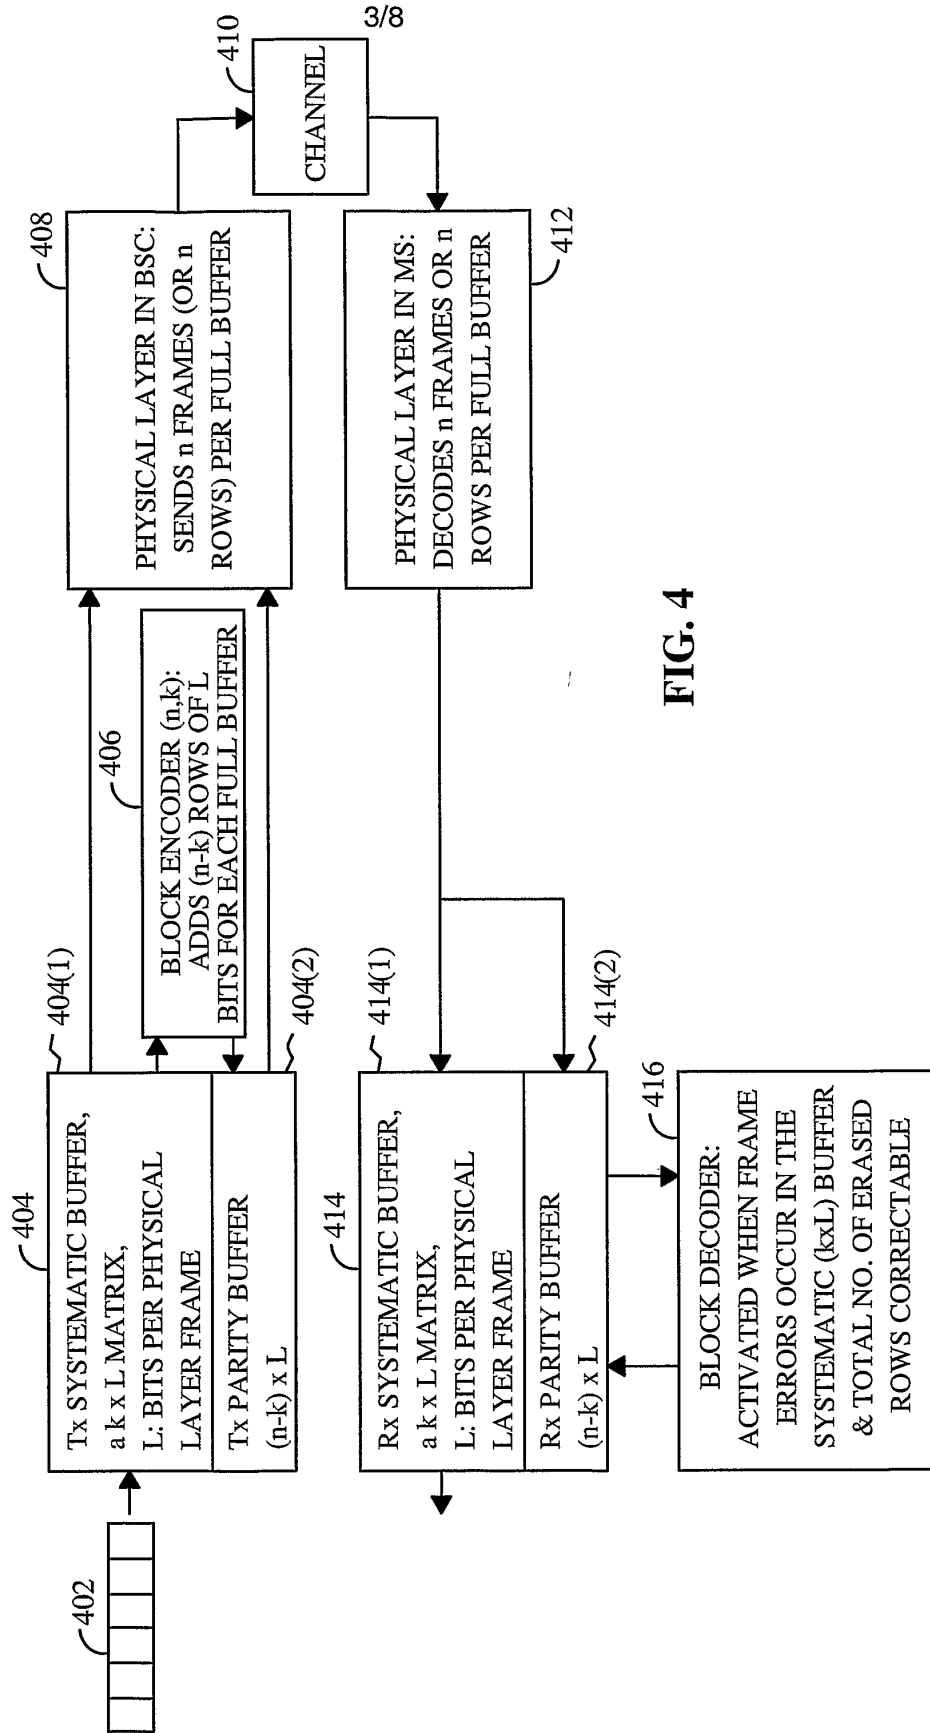 3/8
402
404
Tx SYSTEMATIC BUFFER,
a k x L MATRIX,
L: BITS PER PHYSICAL
LAYER FRAME
404(1)
Tx PARITY BUFFER
(n-k) x L
404(2)
406
BLOCK ENCODER (n,k):
ADDS (n-k) ROWS OF L
BITS FOR EACH FULL BUFFER
408
PHYSICAL LAYER IN BSC:
SENDS n FRAMES (OR n
ROWS) PER FULL BUFFER
410
CHANNEL
414
Rx SYSTEMATIC BUFFER,
a k x L MATRIX,
L: BITS PER PHYSICAL
LAYER FRAME
414(1)
Rx PARITY BUFFER
(n-k) x L
414(2)
PHYSICAL LAYER IN MS:
DECODES n FRAMES OR n
ROWS PER FULL BUFFER
412
416
BLOCK DECODER:
ACTIVATED WHEN FRAME
ERRORS OCCUR IN THE
SYSTEMATIC (kxL) BUFFER
& TOTAL NO. OF ERASED
ROWS CORRECTABLE
FIG. 4